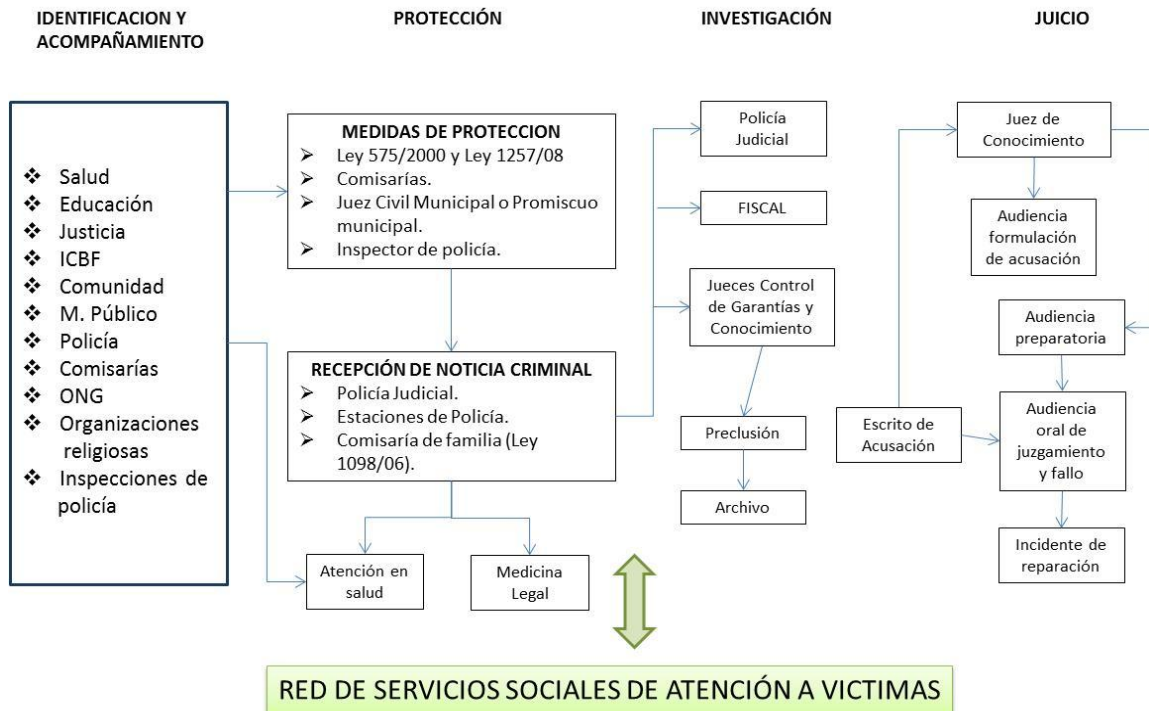 IDENTIFICACION Y
ACOMPAÑAMIENTO
PROTECCIÓN
INVESTIGACIÓN
JUICIO
Salud
Educación
Justicia
ICBF
Comunidad
M. Público
Policía
Comisarías
ONG
Organizaciones
religiosas
Inspecciones de
policía
MEDIDAS DE PROTECCION
Ley 575/2000 y Ley 1257/08
Comisarías.
Juez Civil Municipal o Promiscuo
municipal.
Inspector de policía.
RECEPCIÓN DE NOTICIA CRIMINAL
Policía Judicial.
Estaciones de Policía.
Comisaría de familia (Ley
1098/06).
Atención en
salud
Medicina
Legal
Policía
Judicial
FISCAL
Jueces Control
de Garantías y
Conocimiento
Preclusión
Archivo
Escrito de
Acusación
Juez de
Conocimiento
Audiencia
formulación
de acusación
Audiencia
preparatoria
Audiencia
oral de
juzgamiento
y fallo
Incidente de
reparación
RED DE SERVICIOS SOCIALES DE ATENCIÓN A VICTIMAS